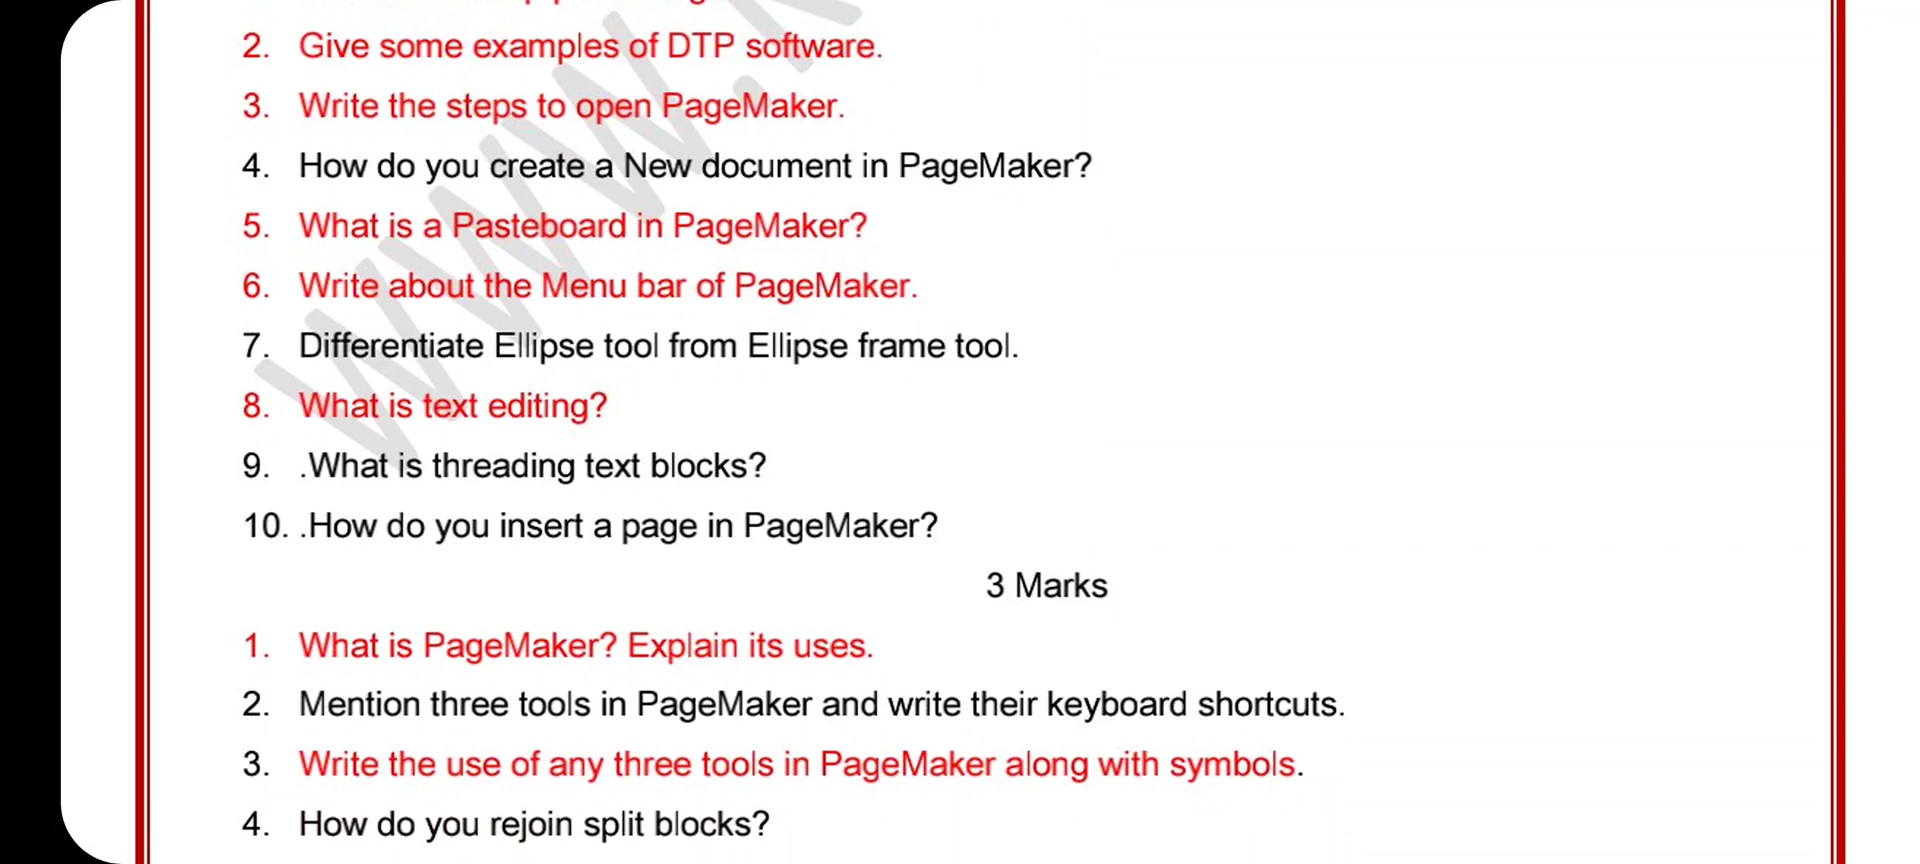 2. Give some examples of DTP software.
3. Write the steps to open PageMaker.
4. How do you create a New document in PageMaker?
5. What is a Pasteboard in PageMaker?
6. Write about the Menu bar of PageMaker.
7. Differentiate Ellipse tool from Ellipse frame tool.
8. What is text editing?
9. .What is threading text blocks?
10. .How do you insert a page in PageMaker?
3 Marks
1. What is PageMaker? Explain its uses.
2. Mention three tools in PageMaker and write their keyboard shortcuts.
3. Write the use of any three tools in PageMaker along with symbols.
4. How do you rejoin split blocks?
www.